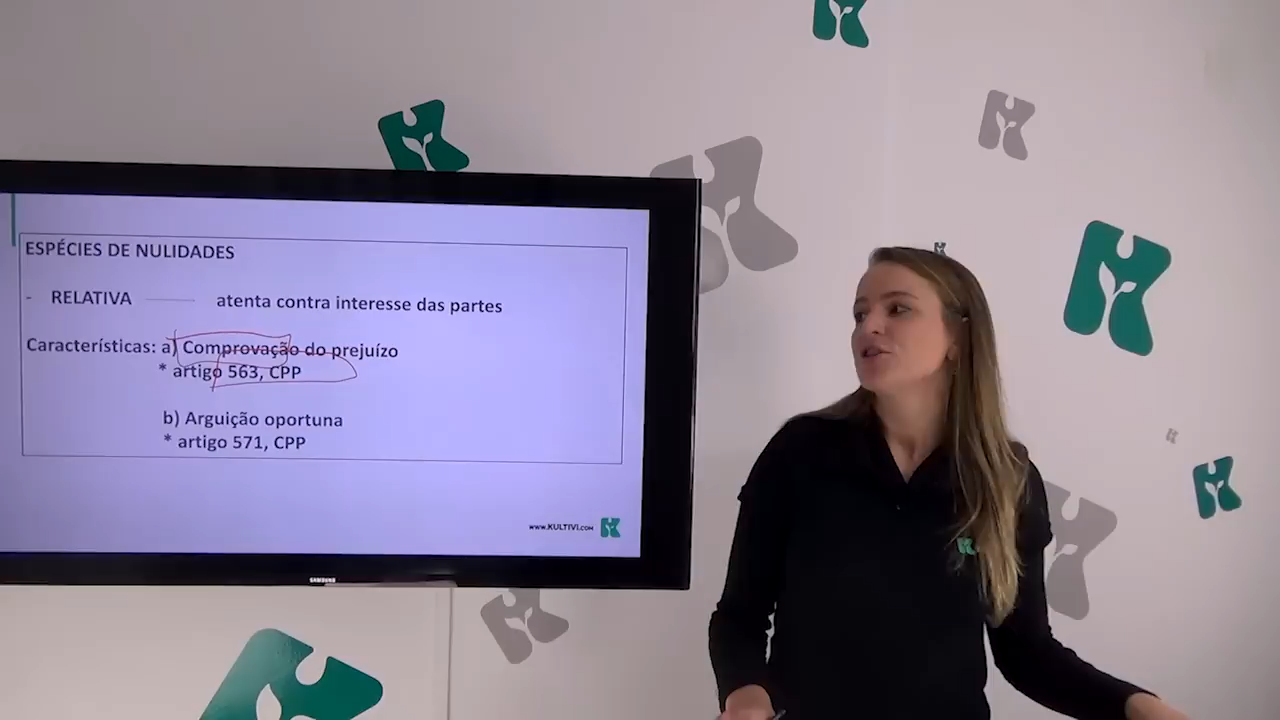 ESPÉCIES DE NULIDADES
- RELATIVA atenta contra interesse das partes
Características: a) Comprovação do prejuízo
* artigo 563, CPP
b) Arguição oportuna
* artigo 571, CPP
www.KULTIVI.com
SAMSUNG